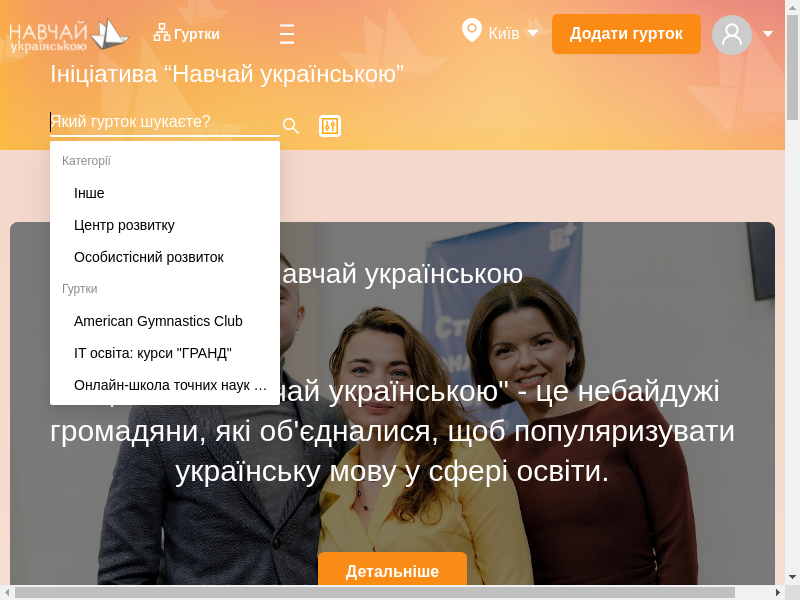 НАВЧАЙ
українською
Гуртки
Київ
Додати гурток
Ініціатива “Навчай українською”
Який гурток шукаєте?
Категорії
Інше
Центр розвитку
Особистісний розвиток
Гуртки
American Gymnastics Club
IT освіта: курси "ГРАНД"
Онлайн-школа точних наук …
авчай українською
чай українською" - це небайдужі
громадяни, які об'єдналися, щоб популяризувати
українську мову у сфері освіти.
Детальніше